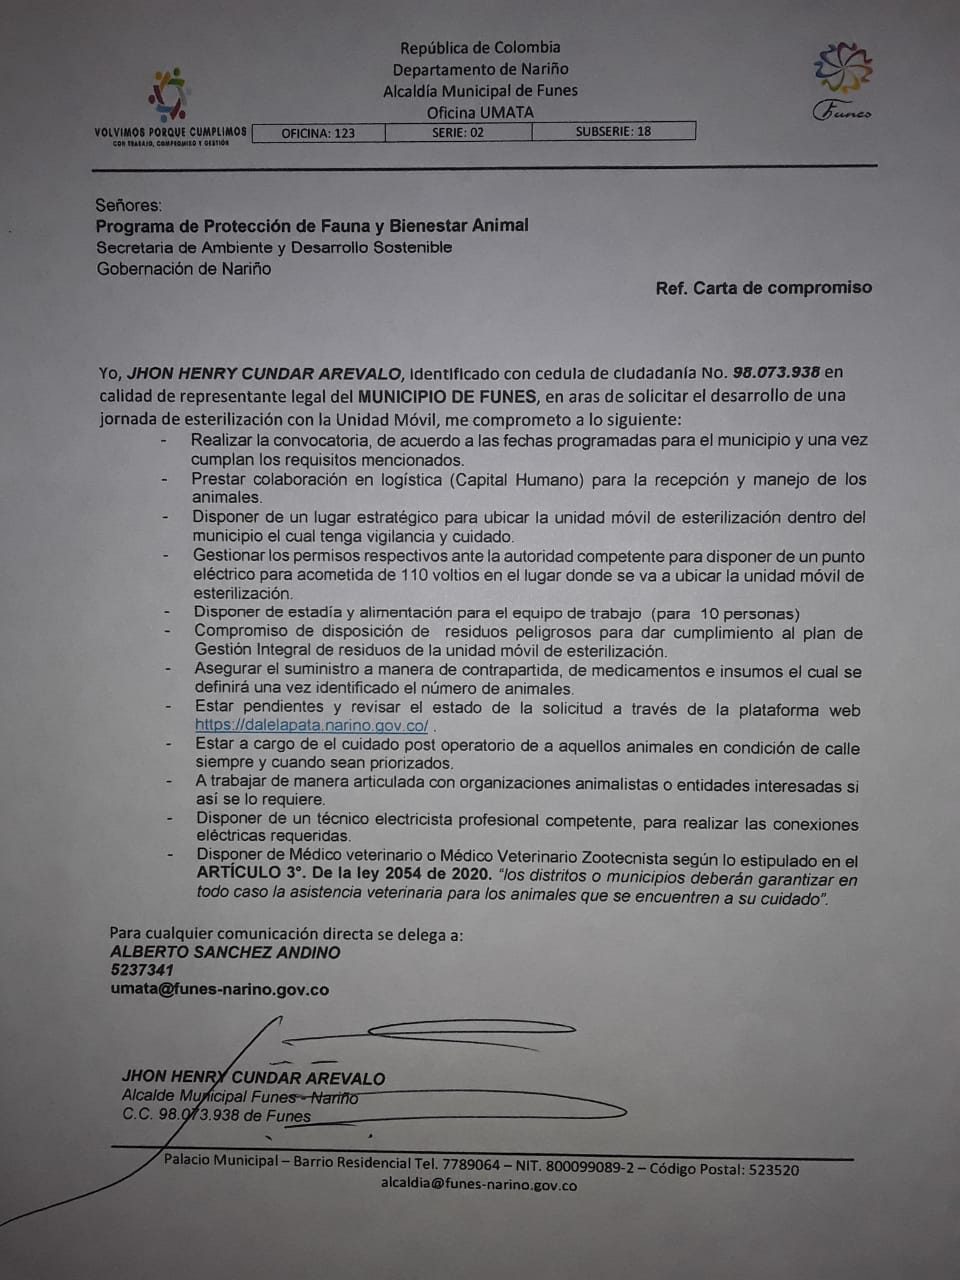 República de Colombia
Departamento de Nariño
Alcaldía Municipal de Funes
Oficina UMATA
VOLVIMOS PORQUE CUMPLIMOS
CON TRABAJO, COMPROMISO Y GESTIÓN
OFICINA: 123 SERIE: 02 SUBSERIE: 18
Funes
Señores:
Programa de Protección de Fauna y Bienestar Animal
Secretaria de Ambiente y Desarrollo Sostenible
Gobernación de Nariño
Ref. Carta de compromiso
Yo, JHON HENRY CUNDAR AREVALO, identificado con cedula de ciudadanía No. 98.073.938 en
calidad de representante legal del MUNICIPIO DE FUNES, en aras de solicitar el desarrollo de una
jornada de esterilización con la Unidad Móvil, me comprometo a lo siguiente:
- Realizar la convocatoria, de acuerdo a las fechas programadas para el municipio y una vez
cumplan los requisitos mencionados.
- Prestar colaboración en logística (Capital Humano) para la recepción y manejo de los
animales.
- Disponer de un lugar estratégico para ubicar la unidad móvil de esterilización dentro del
municipio el cual tenga vigilancia y cuidado.
- Gestionar los permisos respectivos ante la autoridad competente para disponer de un punto
eléctrico para acometida de 110 voltios en el lugar donde se va a ubicar la unidad móvil de
esterilización.
- Disponer de estadía y alimentación para el equipo de trabajo (para 10 personas)
- Compromiso de disposición de residuos peligrosos para dar cumplimiento al plan de
Gestión Integral de residuos de la unidad móvil de esterilización.
- Asegurar el suministro a manera de contrapartida, de medicamentos e insumos el cual se
definirá una vez identificado el número de animales.
- Estar pendientes y revisar el estado de la solicitud a través de la plataforma web
https://dalelapata.narino.gov.co/ .
- Estar a cargo de el cuidado post operatorio de a aquellos animales en condición de calle
siempre y cuando sean priorizados.
- A trabajar de manera articulada con organizaciones animalistas o entidades interesadas si
así se lo requiere.
- Disponer de un técnico electricista profesional competente, para realizar las conexiones
eléctricas requeridas.
- Disponer de Médico veterinario o Médico Veterinario Zootecnista según lo estipulado en el
ARTÍCULO 3°. De la ley 2054 de 2020. “los distritos o municipios deberán garantizar en
todo caso la asistencia veterinaria para los animales que se encuentren a su cuidado”.
Para cualquier comunicación directa se delega a:
ALBERTO SANCHEZ ANDINO
5237341
umata@funes-narino.gov.co
JHON HENRY CUNDAR AREVALO
Alcalde Municipal Funes - Nariño
C.C. 98.073.938 de Funes
Palacio Municipal – Barrio Residencial Tel. 7789064 – NIT. 800099089-2 – Código Postal: 523520
alcaldia@funes-narino.gov.co